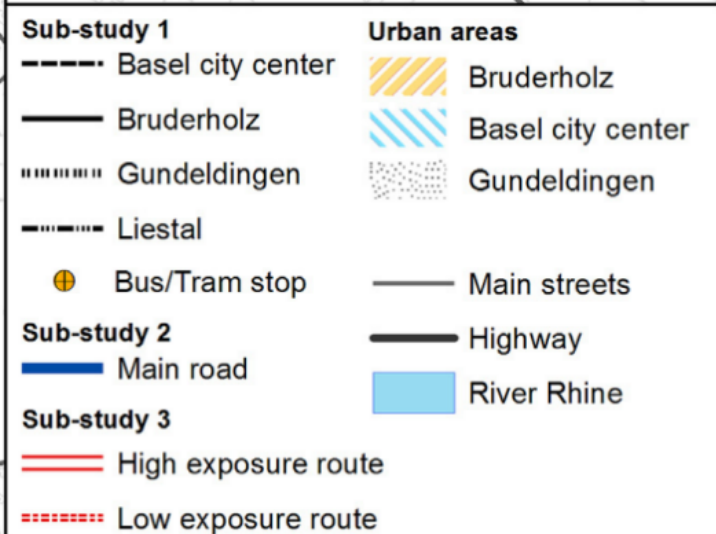 Sub-study 1
Basel city center
Bruderholz
Gundeldingen
Liestal
Bus/Tram stop
Sub-study 2
Main road
Sub-study 3
High exposure route
Low exposure route
Urban areas
Bruderholz
Basel city center
Gundeldingen
Main streets
Highway
River Rhine